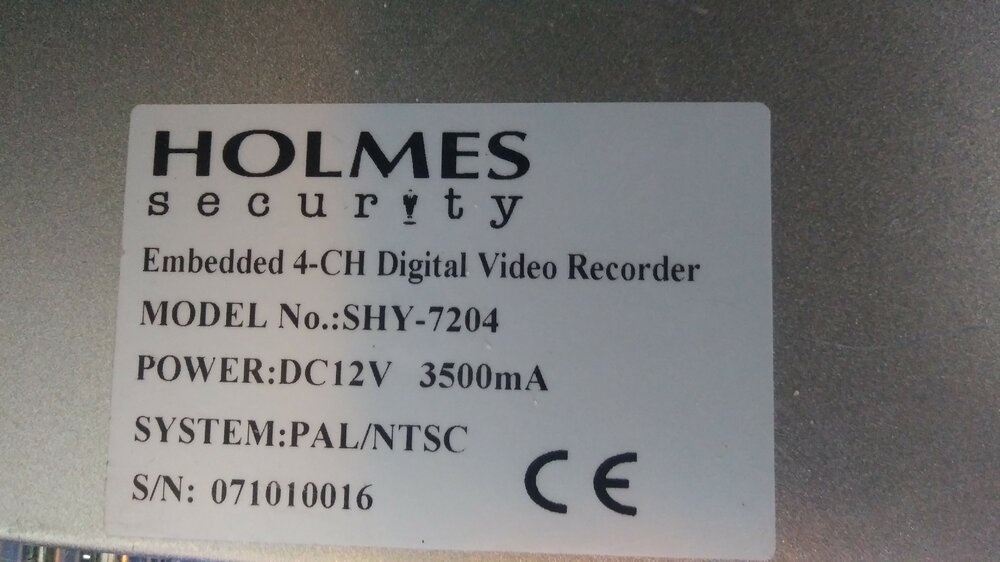 HOLMES
security
Embedded 4-CH Digital Video Recorder
MODEL No.:SHY-7204
POWER:DC12V 3500mA
SYSTEM:PAL/NTSC
CE
S/N: 071010016